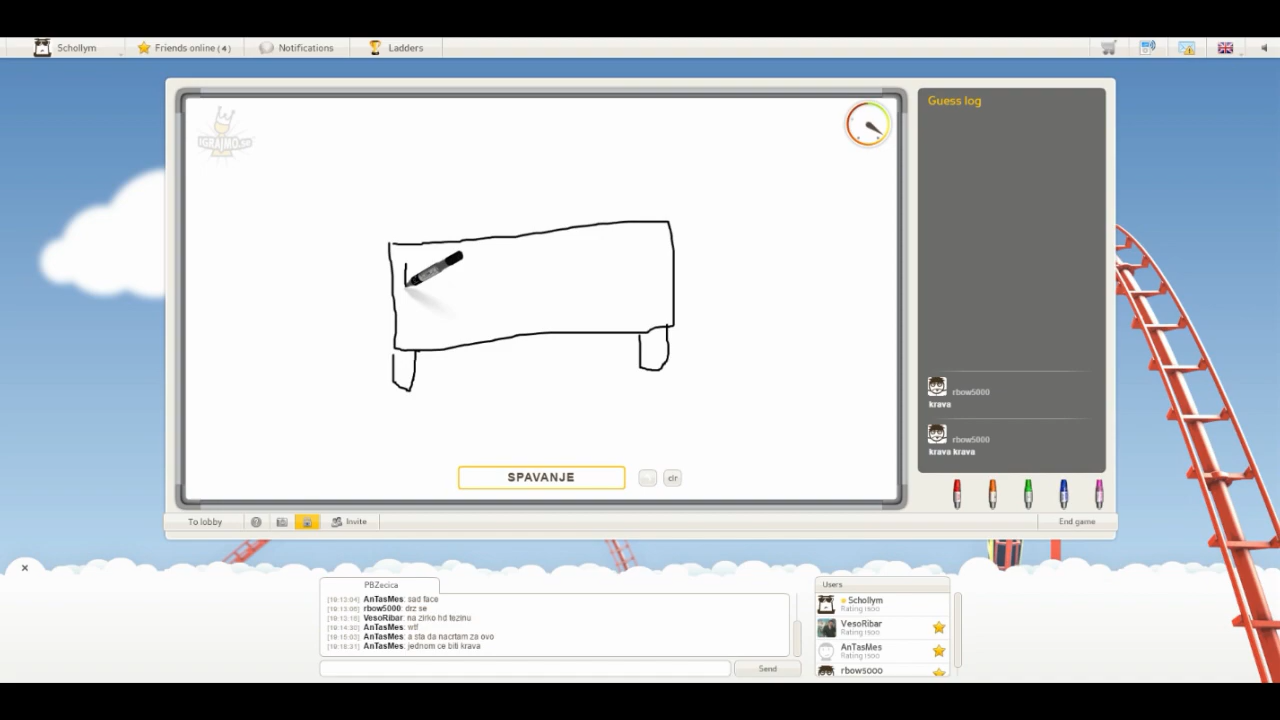 Schollym
Friends online (4)
Notifications
Ladders
IGRAJMO.se
Guess log
rbow5000
krava
rbow5000
krava krava
SPAVANJE
clr
To lobby
Invite
End game
PBZecica
[19:13:04] AnTasMes: sad face
[19:13:06] rbow5000: drz se
[19:13:18] VesoRibar: na zirko hd tezinu
[19:14:30] AnTasMes: wtf
[19:15:03] AnTasMes: a sta da nacrtam za ovo
[19:16:31] AnTasMes: jednom ce biti krava
Send
Users
Schollym
Rating 1500
VesoRibar
Rating 1500
AnTasMes
Rating 1500
rbow5000